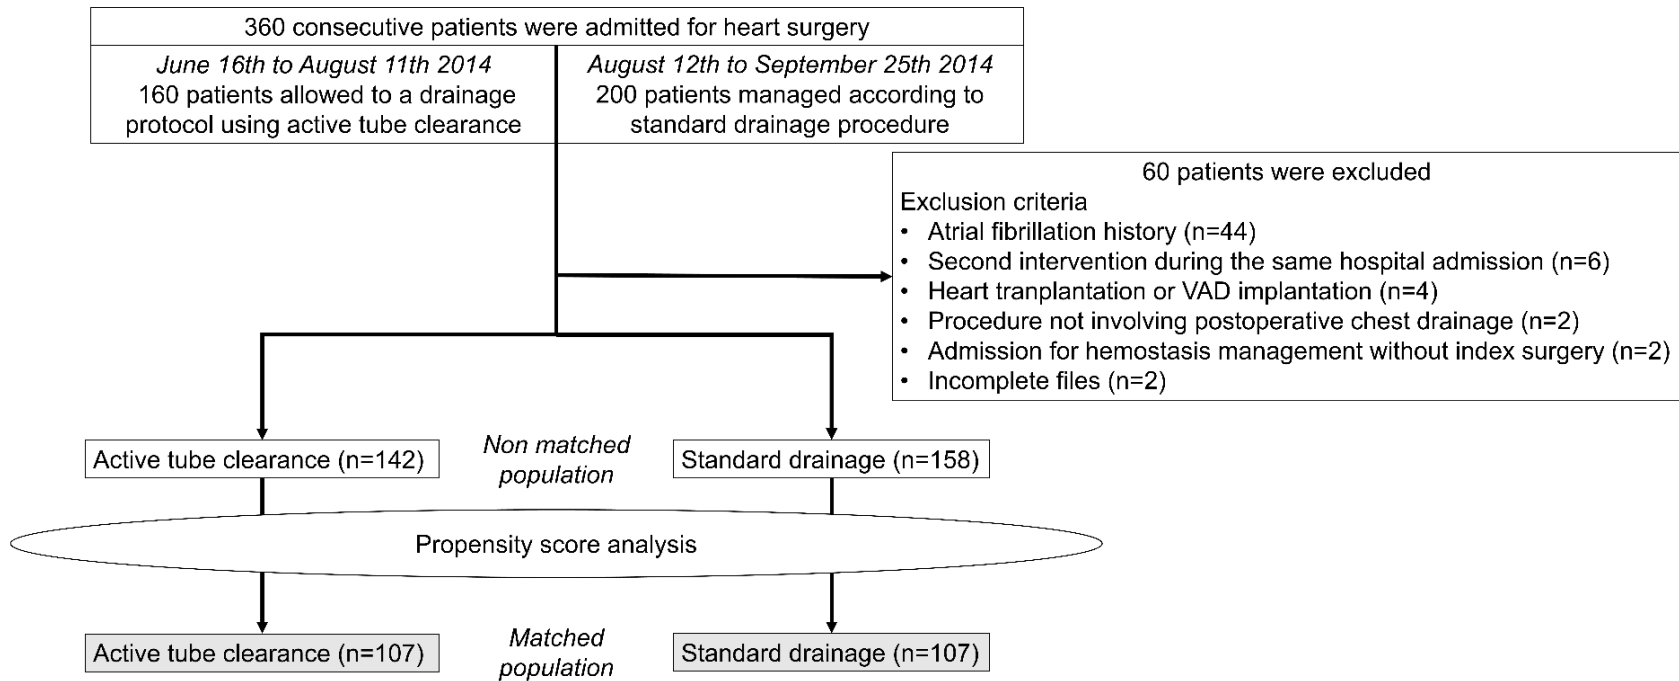 360 consecutive patients were admitted for heart surgery
June 16th to August 11th 2014
160 patients allowed to a drainage
protocol using active tube clearance
August 12th to September 25th 2014
200 patients managed according to
standard drainage procedure
60 patients were excluded
Exclusion criteria
• Atrial fibrillation history (n=44)
• Second intervention during the same hospital admission (n=6)
• Heart tranplantation or VAD implantation (n=4)
• Procedure not involving postoperative chest drainage (n=2)
• Admission for hemostasis management without index surgery (n=2)
• Incomplete files (n=2)
Active tube clearance (n=142)
Non matched
population
Standard drainage (n=158)
Propensity score analysis
Active tube clearance (n=107)
Matched
population
Standard drainage (n=107)